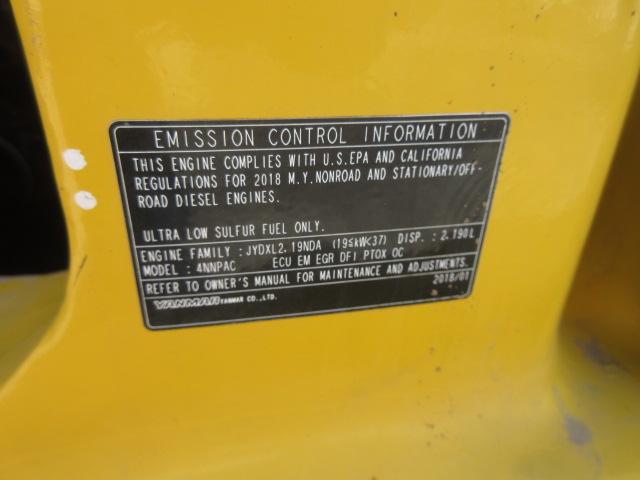 EMISSION CONTROL INFORMATION
THIS ENGINE COMPLIES WITH U.S.EPA AND CALIFORNIA
REGULATIONS FOR 2018 M.Y.NONROAD AND STATIONARY/OFF-
ROAD DIESEL ENGINES.
ULTRA LOW SULFUR FUEL ONLY.
ENGINE FAMILY : JYDXL2.19NDA (19≤kW<37) DISP. : 2.190L
MODEL : 4NNPAC ECU EM EGR DFI PTOX OC
REFER TO OWNER'S MANUAL FOR MAINTENANCE AND ADJUSTMENTS.
2018/01
YANMAR YANMAR CO.,LTD.